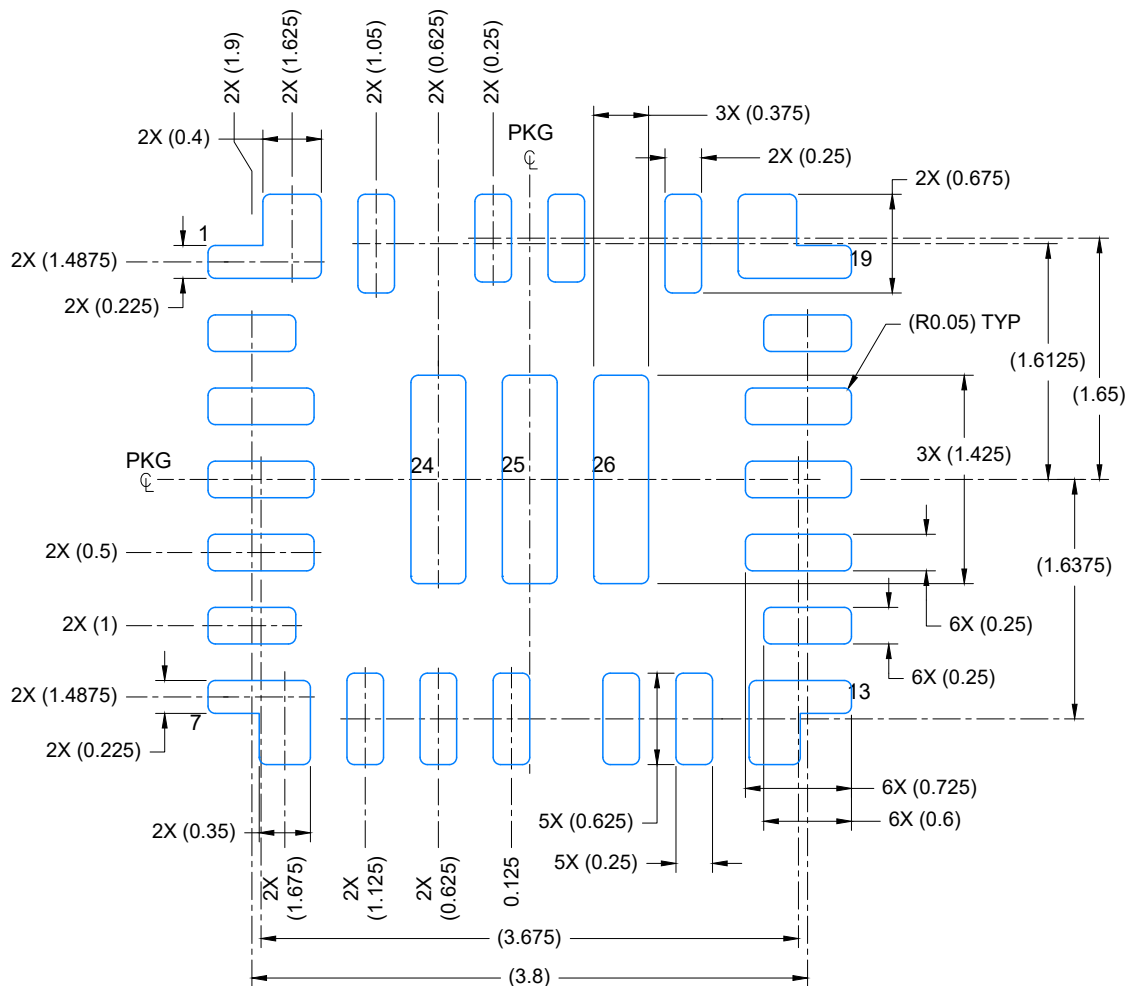 2X (1.9)
2X (1.625)
2X (1.05)
2X (0.625)
2X (0.25)
PKG
℄
3X (0.375)
2X (0.4)
2X (0.25)
2X (0.675)
1
19
2X (1.4875)
2X (0.225)
(R0.05) TYP
(1.6125)
(1.65)
PKG
℄
24
25
26
3X (1.425)
2X (0.5)
(1.6375)
2X (1)
6X (0.25)
6X (0.25)
2X (1.4875)
7
13
2X (0.225)
6X (0.725)
2X (0.35)
5X (0.625)
6X (0.6)
5X (0.25)
2X
(1.675)
2X
(1.125)
2X
(0.625)
0.125
(3.675)
(3.8)